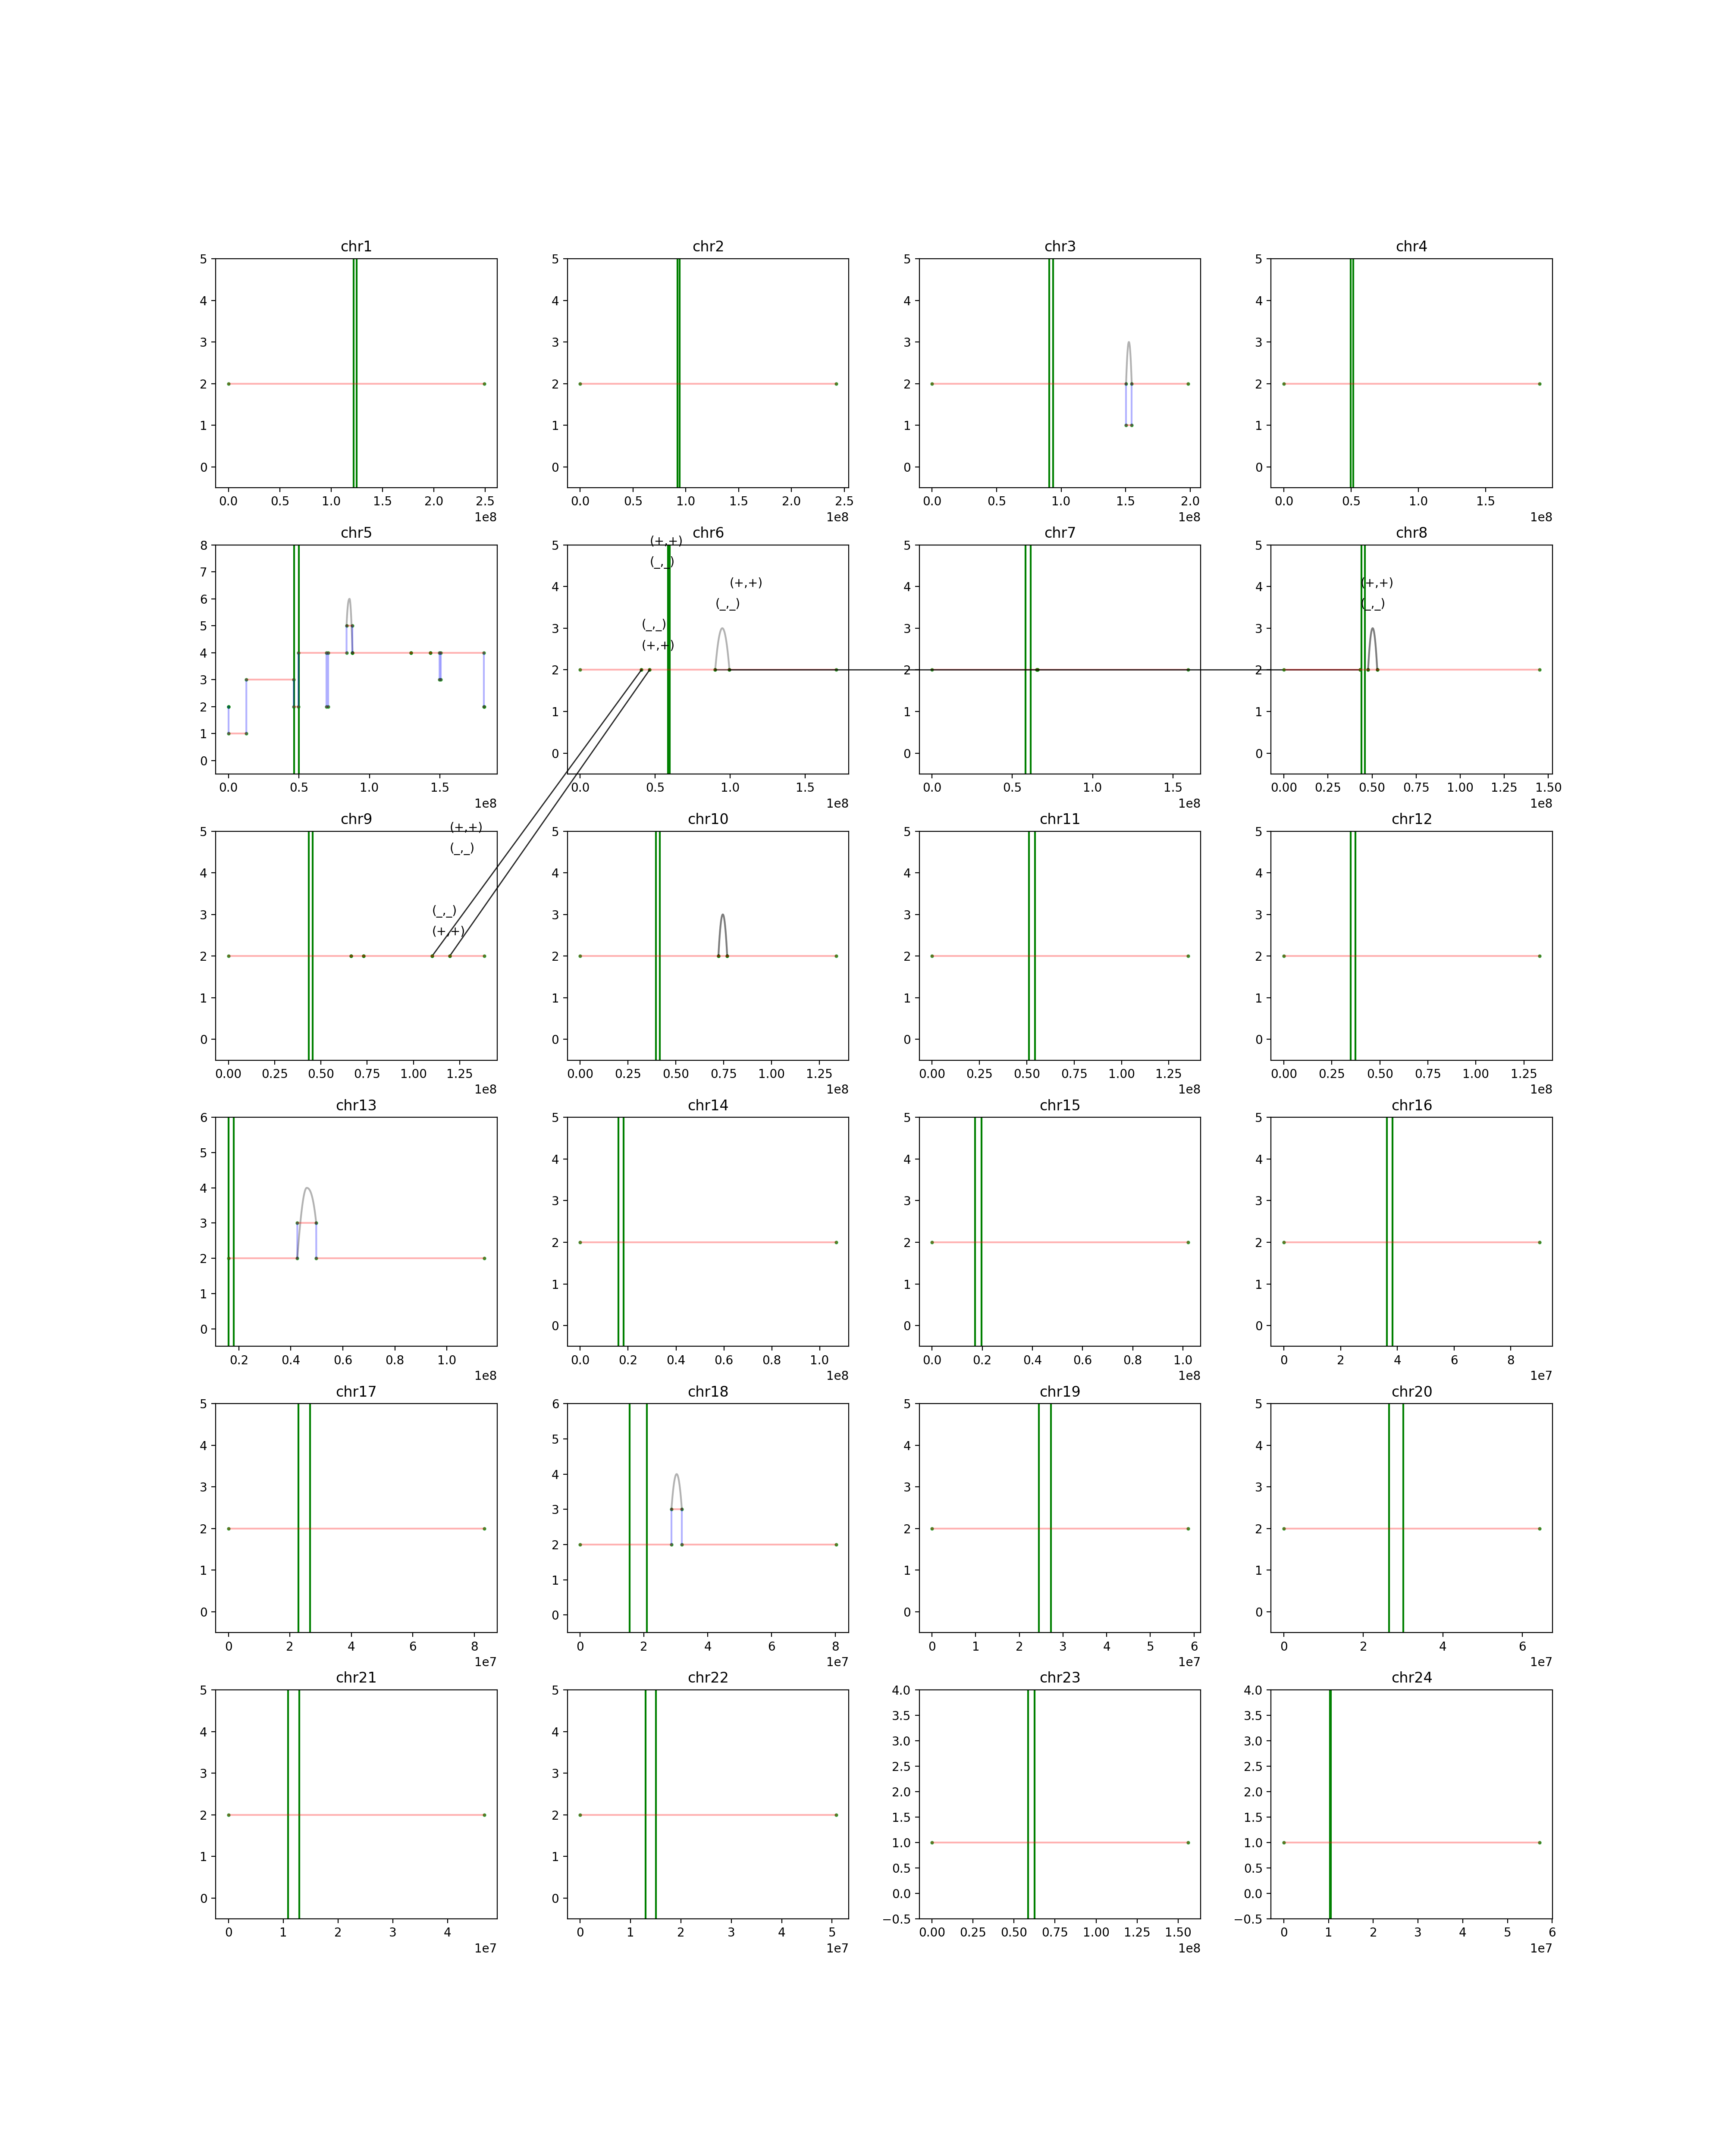 chr1
chr2
chr3
chr4
5 4 3 2 1 0
5 4 3 2 1 0
5 4 3 2 1 0
5 4 3 2 1 0
0.0 0.5 1.0 1.5 2.0 2.5
0.0 0.5 1.0 1.5 2.0 2.5
0.0 0.5 1.0 1.5 2.0
0.0 0.5 1.0 1.5
1e8
1e8
1e8
1e8
chr5
chr6
chr7
chr8
8 7 6 5 4 3 2 1 0
5 4 3 2 1 0
5 4 3 2 1 0
5 4 3 2 1 0
(+,+)
(_,_)
(+,+)
(_,_)
(_,_)
(+,+)
(+,+)
(_,_)
0.0 0.5 1.0 1.5
0.0 0.5 1.0 1.5
0.0 0.5 1.0 1.5
0.00 0.25 0.50 0.75 1.00 1.25 1.50
1e8
1e8
1e8
1e8
chr9
chr10
chr11
chr12
5 4 3 2 1 0
5 4 3 2 1 0
5 4 3 2 1 0
5 4 3 2 1 0
(+,+)
(_,_)
(_,_)
(+,+)
0.00 0.25 0.50 0.75 1.00 1.25
0.00 0.25 0.50 0.75 1.00 1.25
0.00 0.25 0.50 0.75 1.00 1.25
0.00 0.25 0.50 0.75 1.00 1.25
1e8
1e8
1e8
1e8
chr13
chr14
chr15
chr16
6 5 4 3 2 1 0
5 4 3 2 1 0
5 4 3 2 1 0
5 4 3 2 1 0
0.2 0.4 0.6 0.8 1.0
0.0 0.2 0.4 0.6 0.8 1.0
0.0 0.2 0.4 0.6 0.8 1.0
0 2 4 6 8
1e8
1e8
1e8
1e7
chr17
chr18
chr19
chr20
5 4 3 2 1 0
6 5 4 3 2 1 0
5 4 3 2 1 0
5 4 3 2 1 0
0 2 4 6 8
0 2 4 6 8
0 1 2 3 4 5 6
0 2 4 6
1e7
1e7
1e7
1e7
chr21
chr22
chr23
chr24
5 4 3 2 1 0
5 4 3 2 1 0
4.0 3.5 3.0 2.5 2.0 1.5 1.0 0.5 0.0 −0.5
4.0 3.5 3.0 2.5 2.0 1.5 1.0 0.5 0.0 −0.5
0 1 2 3 4
0 1 2 3 4 5
0.00 0.25 0.50 0.75 1.00 1.25 1.50
0 1 2 3 4 5 6
1e7
1e7
1e8
1e7